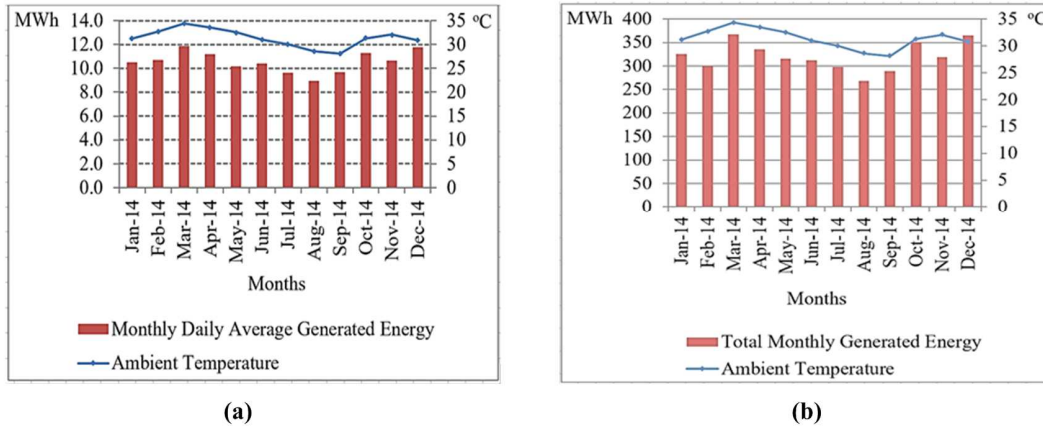 MWh
14.0
12.0
10.0
8.0
6.0
4.0
2.0
0.0
35 ºC
30
25
20
15
10
5
0
Jan-14
Feb-14
Mar-14
Apr-14
May-14
Jun-14
Jul-14
Aug-14
Sep-14
Oct-14
Nov-14
Dec-14
Months
Monthly Daily Average Generated Energy
Ambient Temperature
(a)
MWh
400
350
300
250
200
150
100
50
0
35 ºC
30
25
20
15
10
5
0
Jan-14
Feb-14
Mar-14
Apr-14
May-14
Jun-14
Jul-14
Aug-14
Sep-14
Oct-14
Nov-14
Dec-14
Months
Total Monthly Generated Energy
Ambient Temperature
(b)